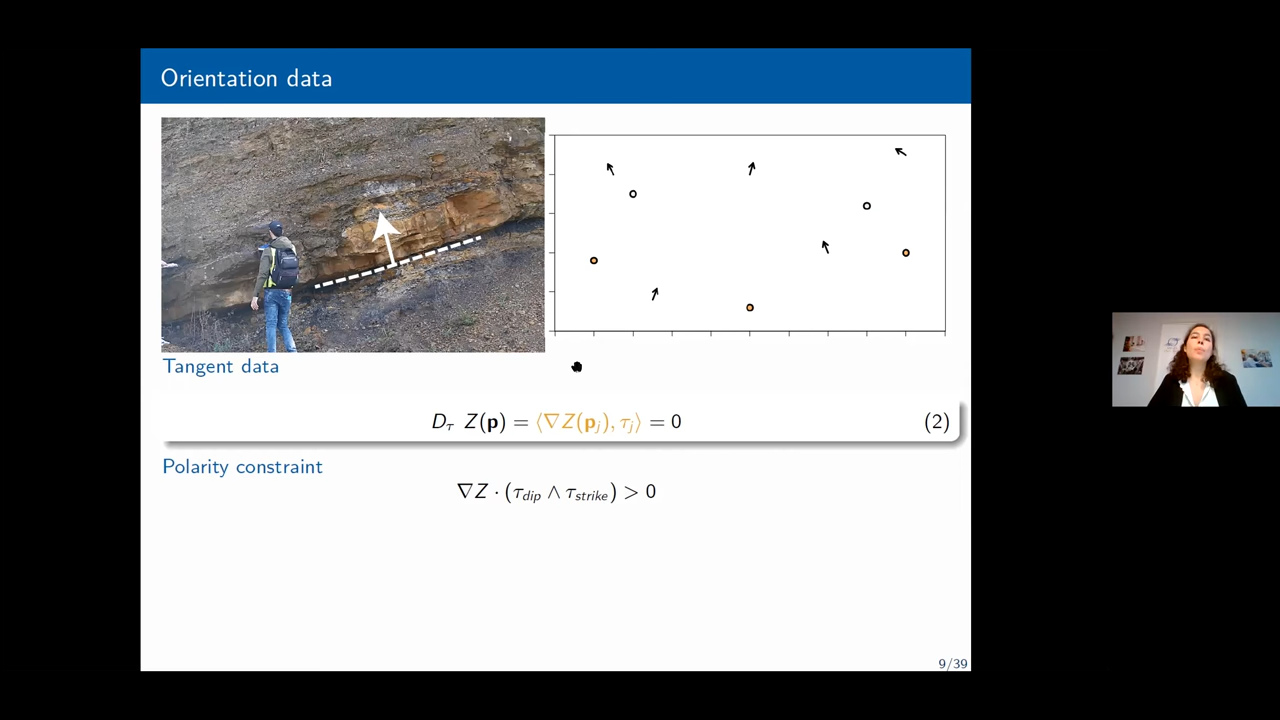 Orientation data
Tangent data
D_τ Z(𝐩) = ⟨∇Z(𝐩_j), τ_j⟩ = 0 (2)
Polarity constraint
∇Z · (τ_dip ∧ τ_strike) > 0
9/39